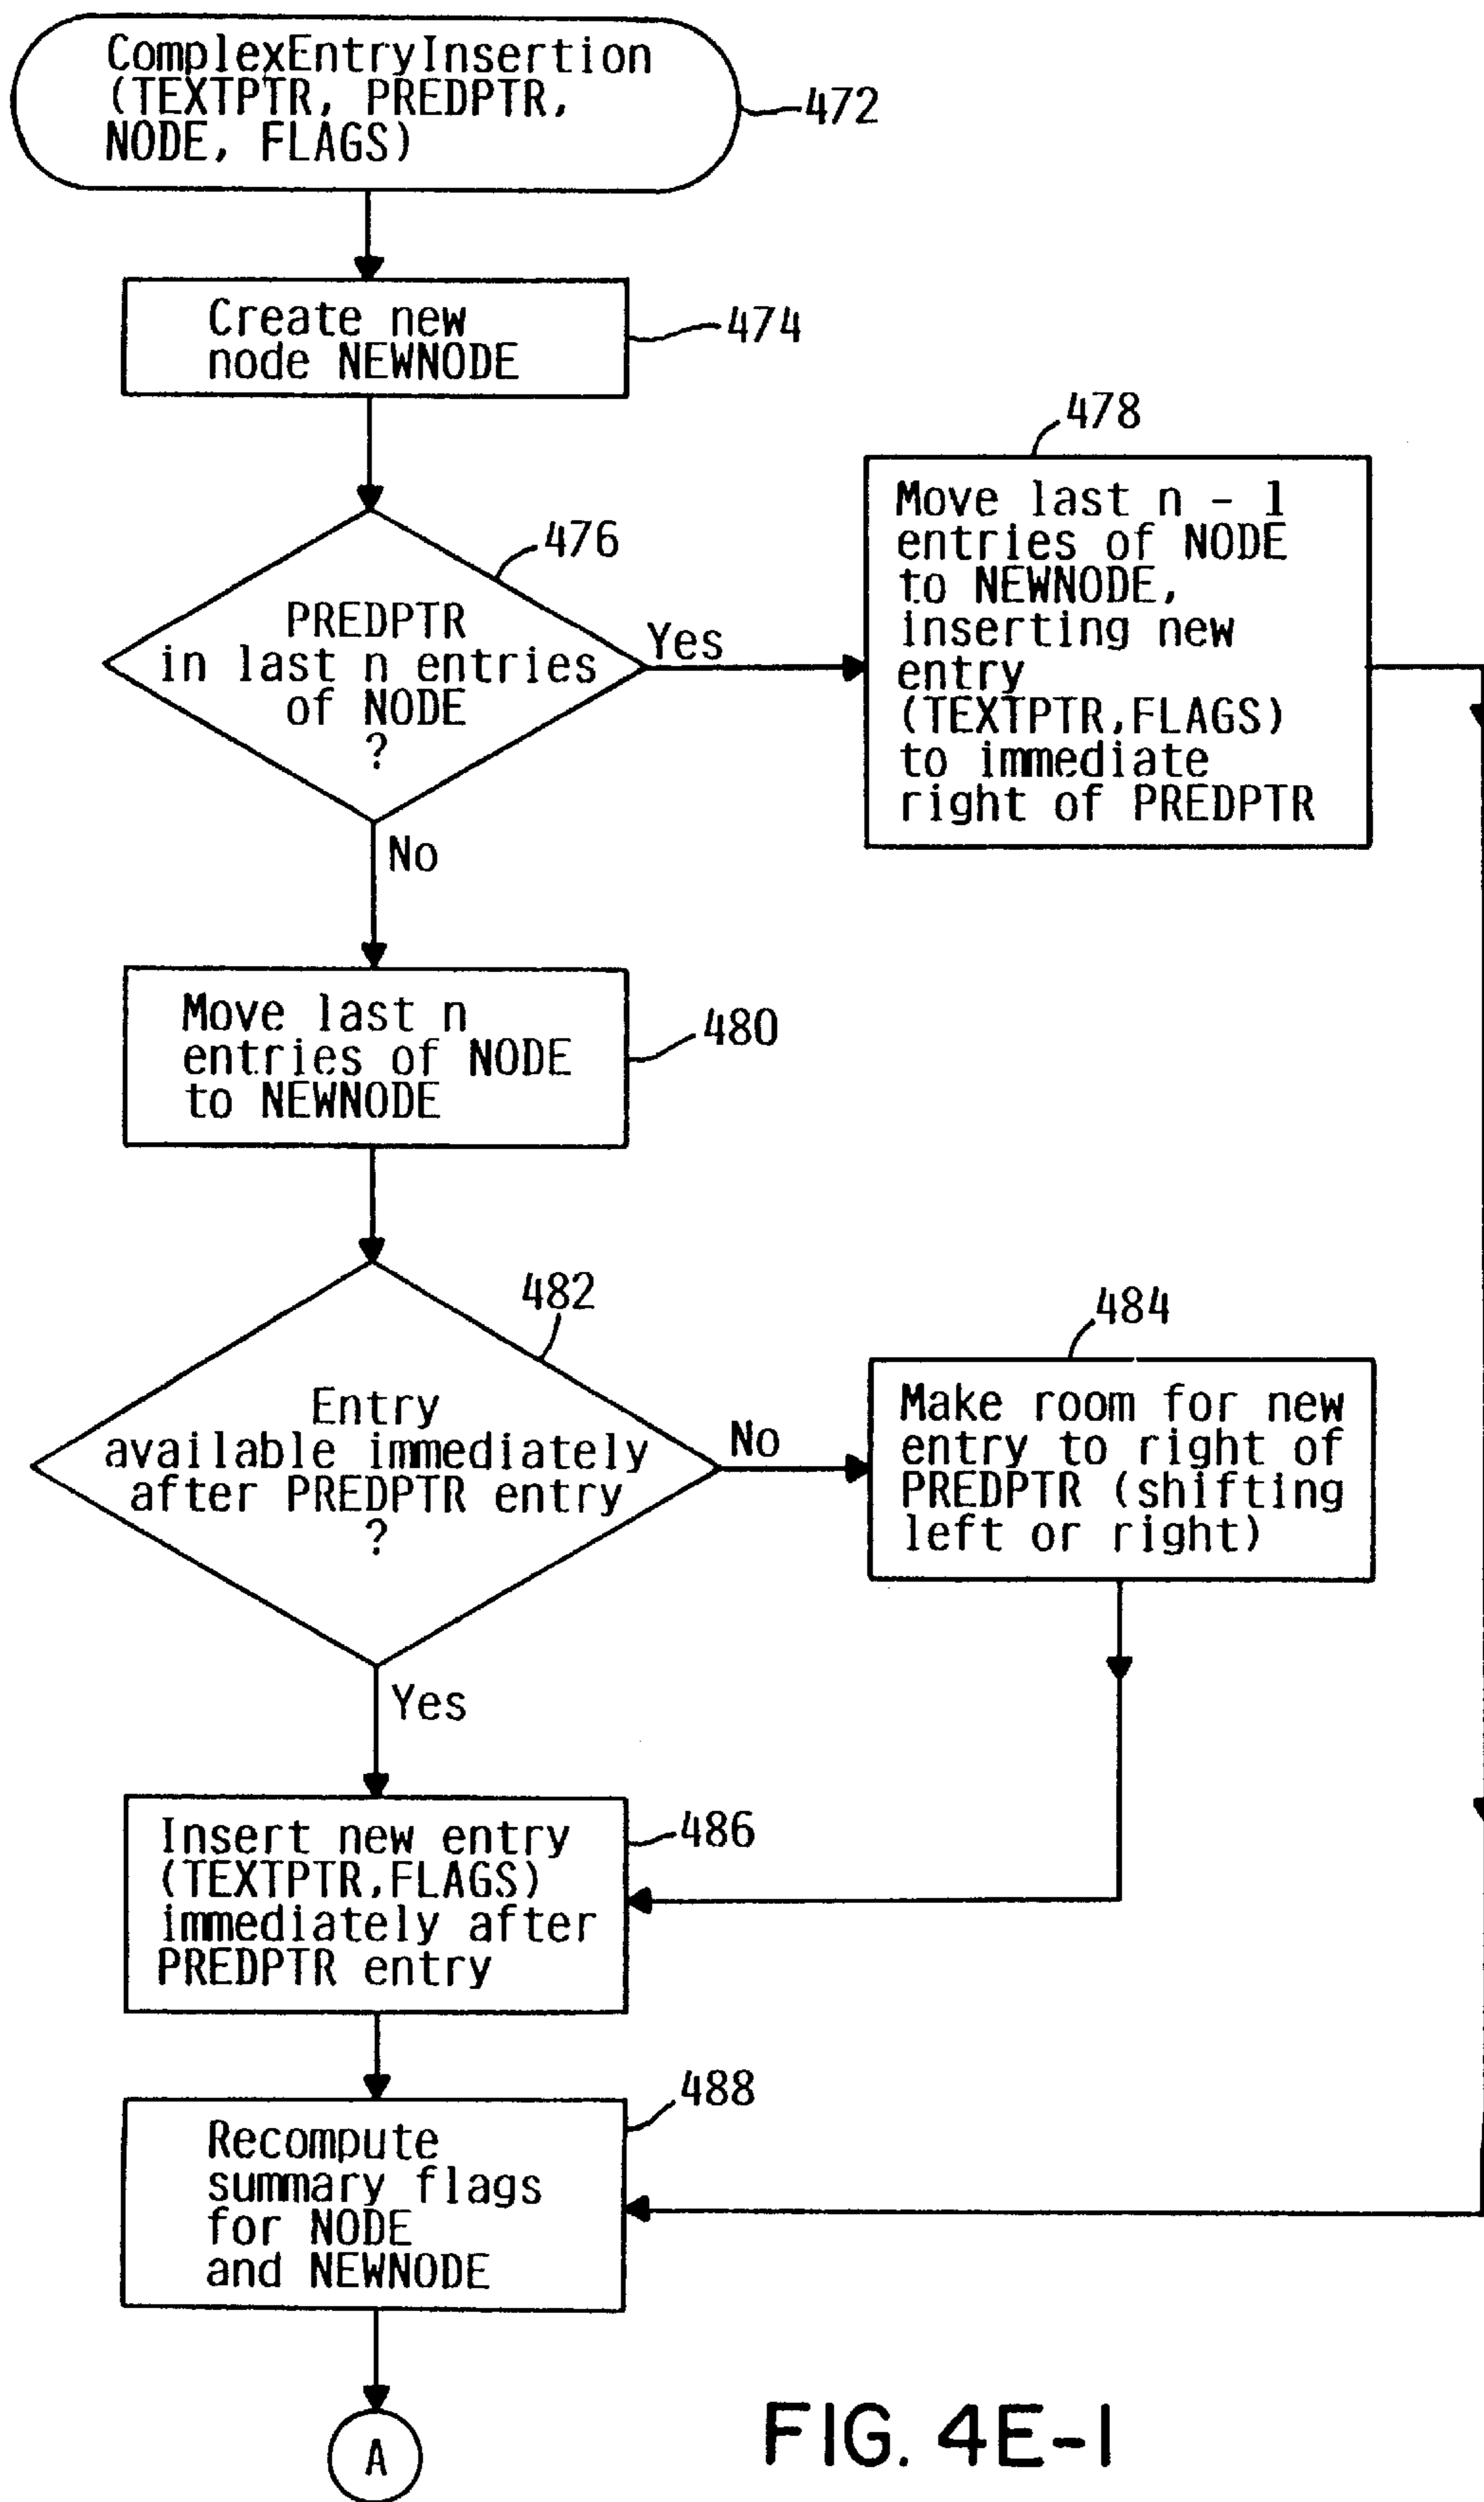 ComplexEntryInsertion
(TEXTPTR, PREDPTR,
NODE, FLAGS)
472
Create new
node NEWNODE
474
476
PREDPTR
in last n entries
of NODE
?
Yes
No
478
Move last n - 1
entries of NODE
to NEWNODE,
inserting new
entry
(TEXTPTR,FLAGS)
to immediate
right of PREDPTR
Move last n
entries of NODE
to NEWNODE
480
482
Entry
available immediately
after PREDPTR entry
?
No
Yes
484
Make room for new
entry to right of
PREDPTR (shifting
left or right)
Insert new entry
(TEXTPTR,FLAGS)
immediately after
PREDPTR entry
486
488
Recompute
summary flags
for NODE
and NEWNODE
A
FIG. 4E-1